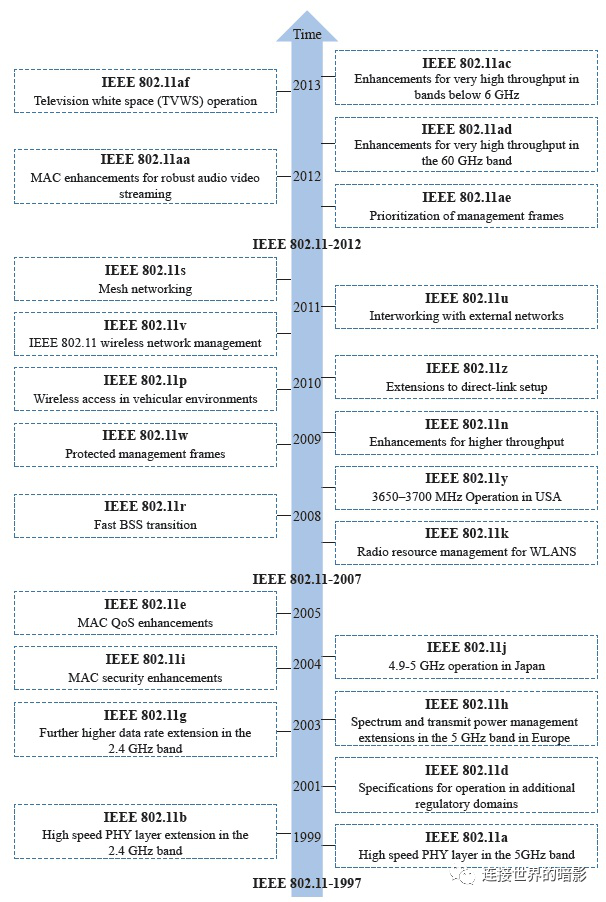 Time
IEEE 802.11ac
Enhancements for very high throughput in
bands below 6 GHz
2013
IEEE 802.11af
Television white space (TVWS) operation
IEEE 802.11ad
Enhancements for very high throughput in
the 60 GHz band
IEEE 802.11aa
MAC enhancements for robust audio video
streaming
2012
IEEE 802.11ae
Prioritization of management frames
IEEE 802.11-2012
IEEE 802.11s
Mesh networking
2011
IEEE 802.11u
Interworking with external networks
IEEE 802.11v
IEEE 802.11 wireless network management
IEEE 802.11z
Extensions to direct-link setup
2010
IEEE 802.11p
Wireless access in vehicular environments
IEEE 802.11n
Enhancements for higher throughput
2009
IEEE 802.11w
Protected management frames
IEEE 802.11y
3650–3700 MHz Operation in USA
2008
IEEE 802.11r
Fast BSS transition
IEEE 802.11k
Radio resource management for WLANS
IEEE 802.11-2007
IEEE 802.11e
MAC QoS enhancements
2005
IEEE 802.11j
4.9-5 GHz operation in Japan
2004
IEEE 802.11i
MAC security enhancements
IEEE 802.11h
Spectrum and transmit power management
extensions in the 5 GHz band in Europe
2003
IEEE 802.11g
Further higher data rate extension in the
2.4 GHz band
IEEE 802.11d
Specifications for operation in additional
regulatory domains
2001
IEEE 802.11b
High speed PHY layer extension in the
2.4 GHz band
1999
IEEE 802.11a
High speed PHY layer in the 5GHz band
IEEE 802.11-1997
连接世界的暗影